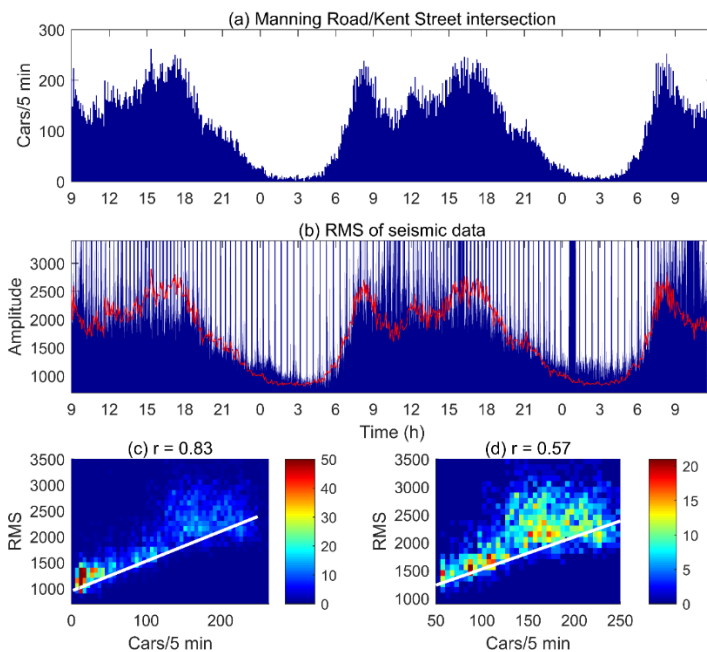 (a) Manning Road/Kent Street intersection
300
200
100
0
Cars/5 min
9 12 15 18 21 0 3 6 9 12 15 18 21 0 3 6 9
(b) RMS of seismic data
3000
2500
2000
1500
1000
Amplitude
9 12 15 18 21 0 3 6 9 12 15 18 21 0 3 6 9
Time (h)
(c) r = 0.83
3500
3000
2500
2000
1500
1000
RMS
0 100 200
Cars/5 min
50
40
30
20
10
0
(d) r = 0.57
3500
3000
2500
2000
1500
1000
RMS
50 100 150 200 250
Cars/5 min
20
15
10
5
0